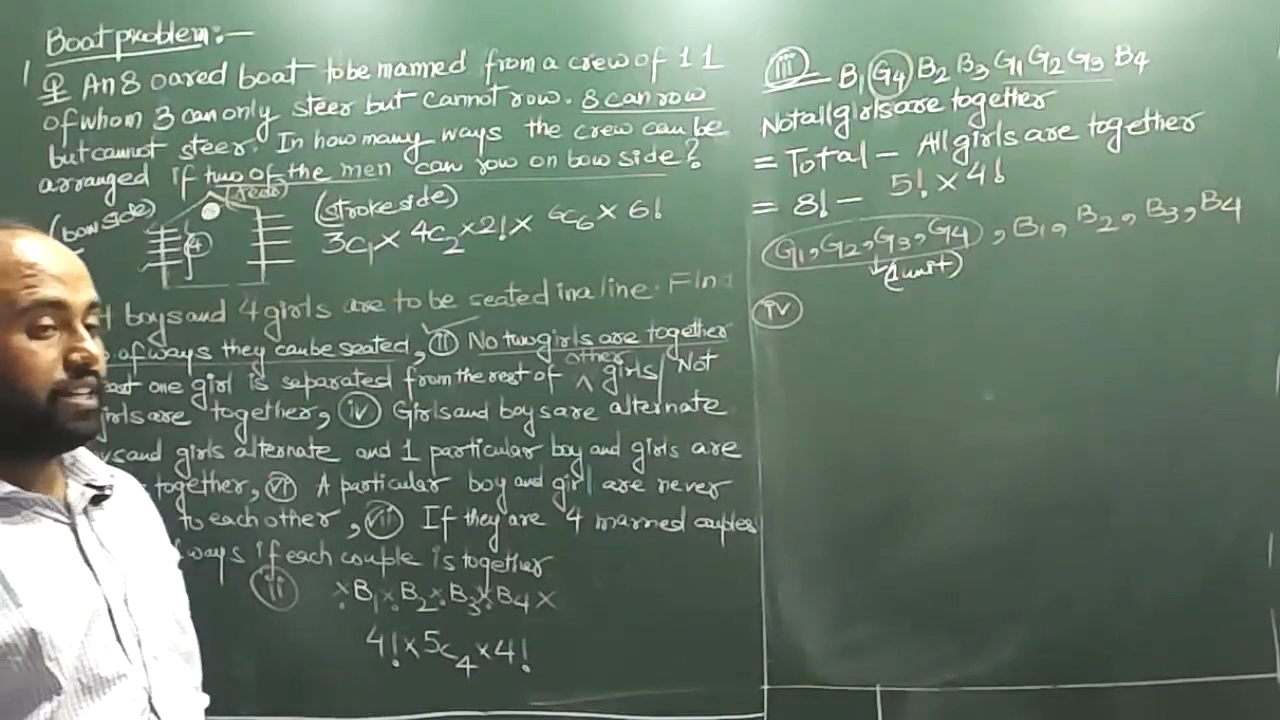 Boat problem:-
1 Q An 8 oared boat to be manned from a crew of 11
of whom 3 can only steer but cannot row. 8 can row
but cannot steer. In how many ways the crew can be
arranged if two of the men can row on bow side?
(bow side) (stroke side)
4
3C1 × 4C2 × 2! × 6C6 × 6!
boys and 4 girls are to be seated in a line. Find
of ways they can be seated, (ii) No two girls are together
one girl is separated from the rest of ^ other girls/ Not
girls are together, (iv) Girls and boys are alternate
and girls alternate and 1 particular boy and girls are
together, (vi) A particular boy and girl are never
to each other, (vii) If they are 4 married couples
ways if each couple is together
(ii) × B1 × B2 × B3 × B4 ×
4! × 5C4 × 4!
(iii) B1 G4 B2 B3 G1 G2 G3 B4
Not all girls are together
= Total - All girls are together
= 8! - 5! × 4!
G1, G2, G3, G4, B1, B2, B3, B4
(1 unit)
(iv)